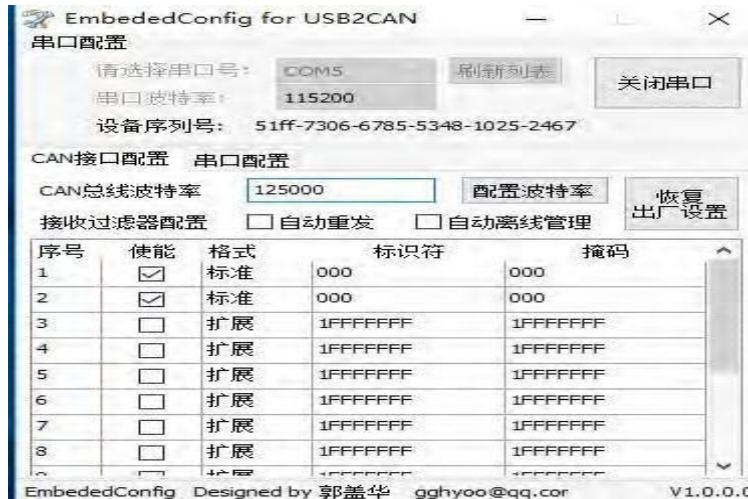 EmbededConfig for USB2CAN
串口配置
请选择串口号: COM5 刷新列表 关闭串口
串口波特率: 115200
设备序列号: 51ff-7306-6785-5348-1025-2467
CAN接口配置 串口配置
CAN总线波特率 125000 配置波特率 恢复出厂设置
接收过滤器配置 自动重发 自动离线管理
序号 使能 格式 标识符 掩码
1 标准 000 000
2 标准 000 000
3 扩展 1FFFFFFF 1FFFFFFF
4 扩展 1FFFFFFF 1FFFFFFF
5 扩展 1FFFFFFF 1FFFFFFF
6 扩展 1FFFFFFF 1FFFFFFF
7 扩展 1FFFFFFF 1FFFFFFF
8 扩展 1FFFFFFF 1FFFFFFF
EmbededConfig Designed by 郭盖华 gghyoo@qq.cor V1.0.0.0